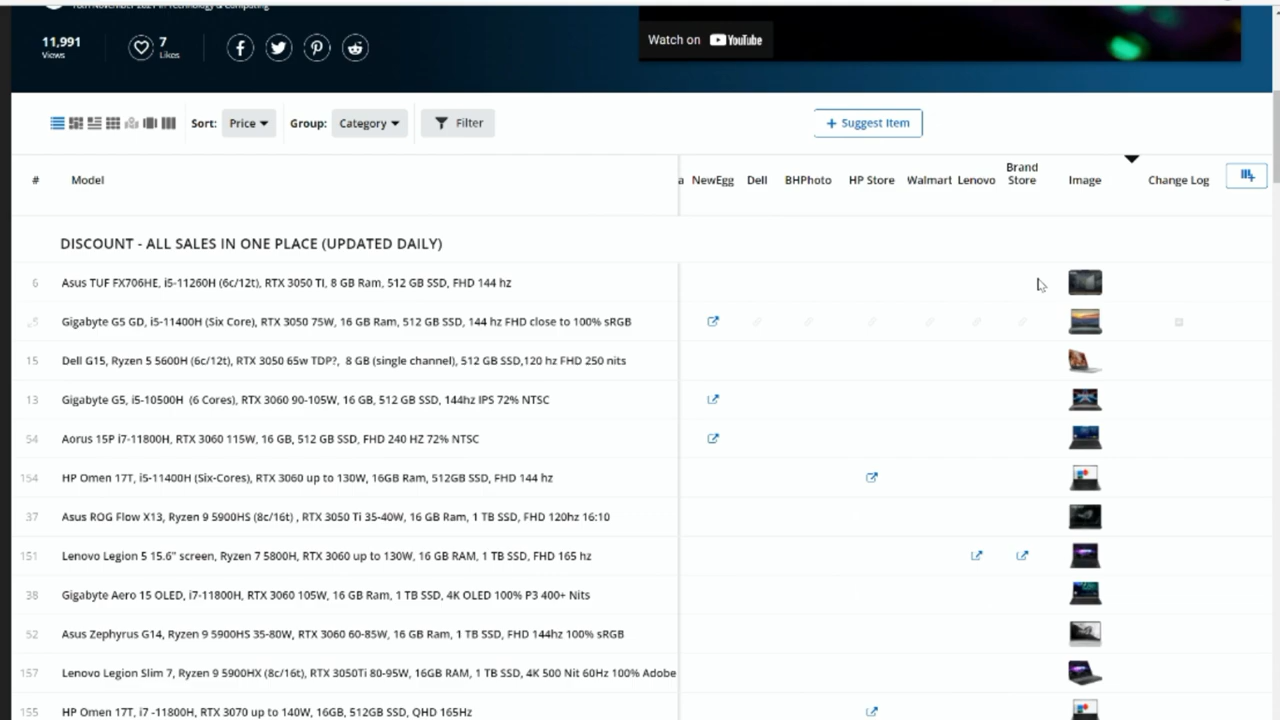 11,991
Views
7
Likes
Watch on YouTube
Sort: Price Group: Category Filter
+ Suggest Item
# Model a NewEgg Dell BHPhoto HP Store Walmart Lenovo Brand Store Image Change Log
DISCOUNT - ALL SALES IN ONE PLACE (UPDATED DAILY)
6 Asus TUF FX706HE, i5-11260H (6c/12t), RTX 3050 TI, 8 GB Ram, 512 GB SSD, FHD 144 hz
Gigabyte G5 GD, i5-11400H (Six Core), RTX 3050 75W, 16 GB Ram, 512 GB SSD, 144 hz FHD close to 100% sRGB
15 Dell G15, Ryzen 5 5600H (6c/12t), RTX 3050 65w TDP?, 8 GB (single channel), 512 GB SSD,120 hz FHD 250 nits
13 Gigabyte G5, i5-10500H (6 Cores), RTX 3060 90-105W, 16 GB, 512 GB SSD, 144hz IPS 72% NTSC
54 Aorus 15P i7-11800H, RTX 3060 115W, 16 GB, 512 GB SSD, FHD 240 HZ 72% NTSC
154 HP Omen 17T, i5-11400H (Six-Cores), RTX 3060 up to 130W, 16GB Ram, 512GB SSD, FHD 144 hz
37 Asus ROG Flow X13, Ryzen 9 5900HS (8c/16t) , RTX 3050 Ti 35-40W, 16 GB Ram, 1 TB SSD, FHD 120hz 16:10
151 Lenovo Legion 5 15.6" screen, Ryzen 7 5800H, RTX 3060 up to 130W, 16 GB RAM, 1 TB SSD, FHD 165 hz
38 Gigabyte Aero 15 OLED, i7-11800H, RTX 3060 105W, 16 GB Ram, 1 TB SSD, 4K OLED 100% P3 400+ Nits
52 Asus Zephyrus G14, Ryzen 9 5900HS 35-80W, RTX 3060 60-85W, 16 GB Ram, 1 TB SSD, FHD 144hz 100% sRGB
157 Lenovo Legion Slim 7, Ryzen 9 5900HX (8c/16t), RTX 3050Ti 80-95W, 16GB RAM, 1 TB SSD, 4K 500 Nit 60Hz 100% Adobe
155 HP Omen 17T, i7 -11800H, RTX 3070 up to 140W, 16GB, 512GB SSD, QHD 165Hz